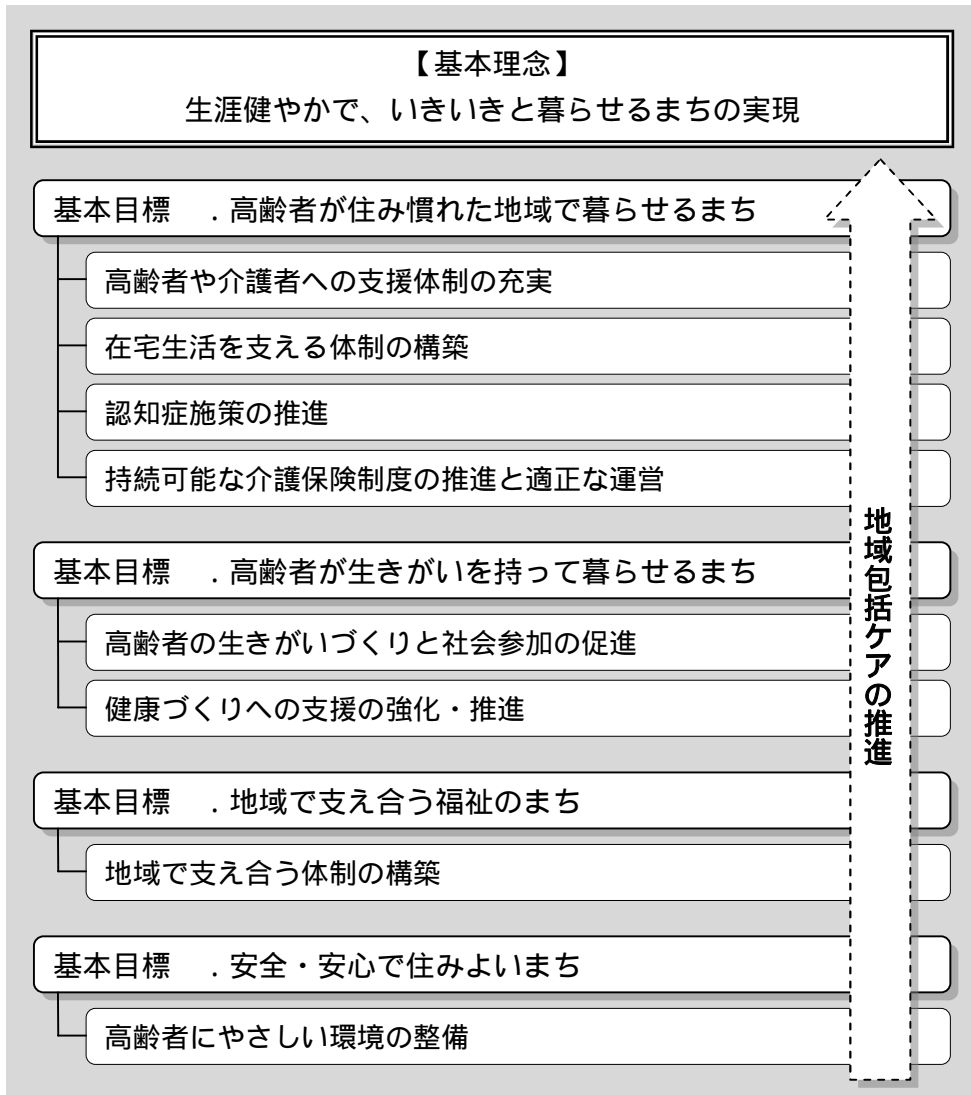 【基本理念】
生涯健やかで、いきいきと暮らせるまちの実現
基本目標　．高齢者が住み慣れた地域で暮らせるまち
高齢者や介護者への支援体制の充実
在宅生活を支える体制の構築
認知症施策の推進
持続可能な介護保険制度の推進と適正な運営
基本目標　．高齢者が生きがいを持って暮らせるまち
高齢者の生きがいづくりと社会参加の促進
健康づくりへの支援の強化・推進
基本目標　．地域で支え合う福祉のまち
地域で支え合う体制の構築
基本目標　．安全・安心で住みよいまち
高齢者にやさしい環境の整備
地域包括ケアの推進